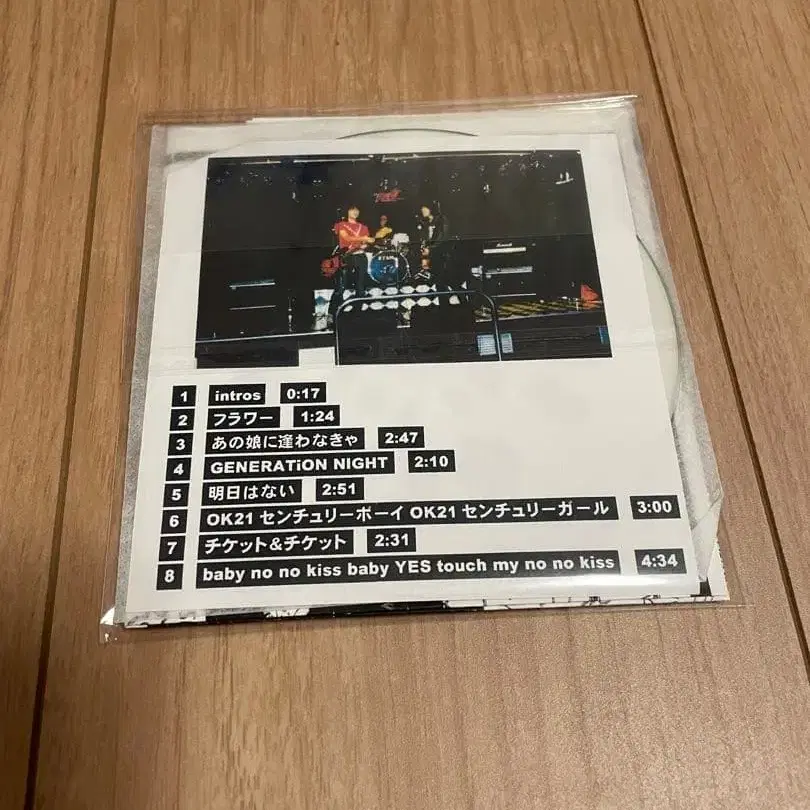 1 intros 0:17
2 フラワー 1:24
3 あの娘に逢わなきゃ 2:47
4 GENERATiON NIGHT 2:10
5 明日はない 2:51
6 OK21 センチュリーボーイ OK21 センチュリーガール 3:00
7 チケット&チケット 2:31
8 baby no no kiss baby YES touch my no no kiss 4:34